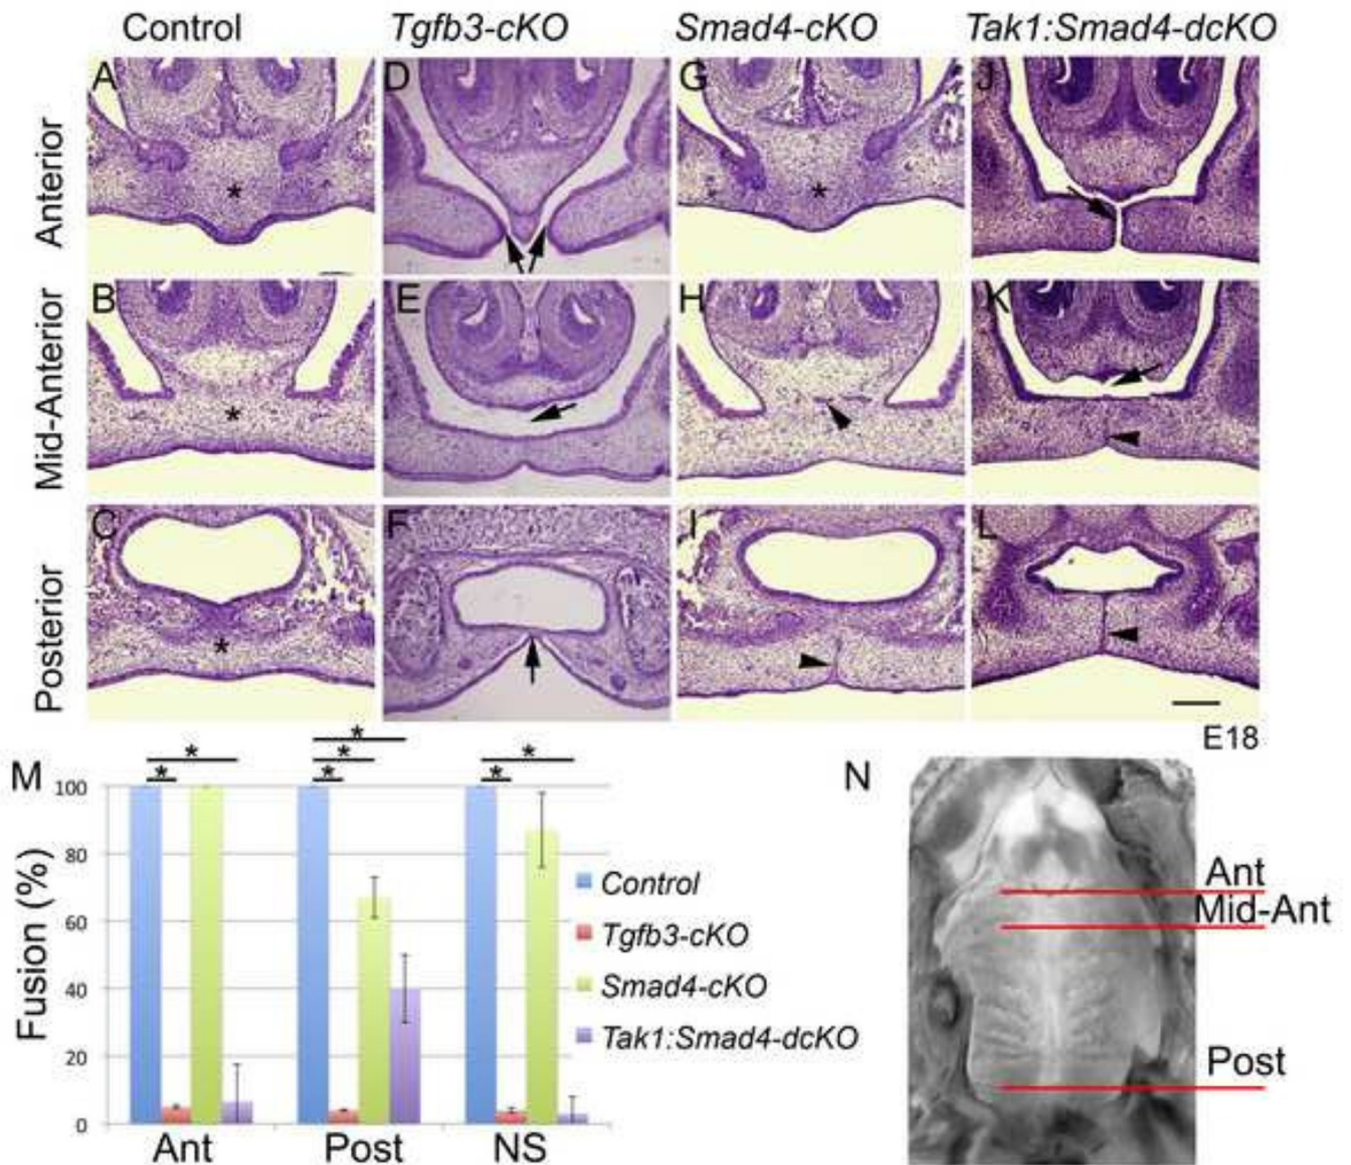 Control Tgfb3-cKO Smad4-cKO Tak1:Smad4-dcKO
Anterior
A D G J
* *
Mid-Anterior
B E H K
*
Posterior
C F I L
*
E18
M
* *
* * *
* *
Fusion (%)
100
80
60
40
20
0
Ant Post NS
Control
Tgfb3-cKO
Smad4-cKO
Tak1:Smad4-dcKO
N
Ant
Mid-Ant
Post